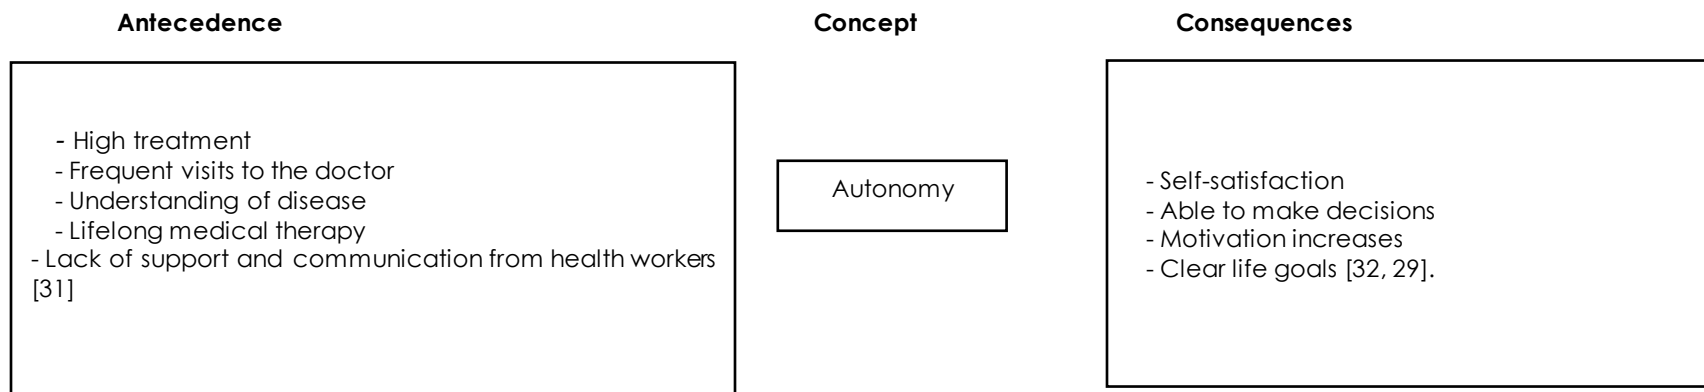 Antecedence
Concept
Consequences
- High treatment
- Frequent visits to the doctor
- Understanding of disease
- Lifelong medical therapy
- Lack of support and communication from health workers
[31]
Autonomy
- Self-satisfaction
- Able to make decisions
- Motivation increases
- Clear life goals [32, 29].